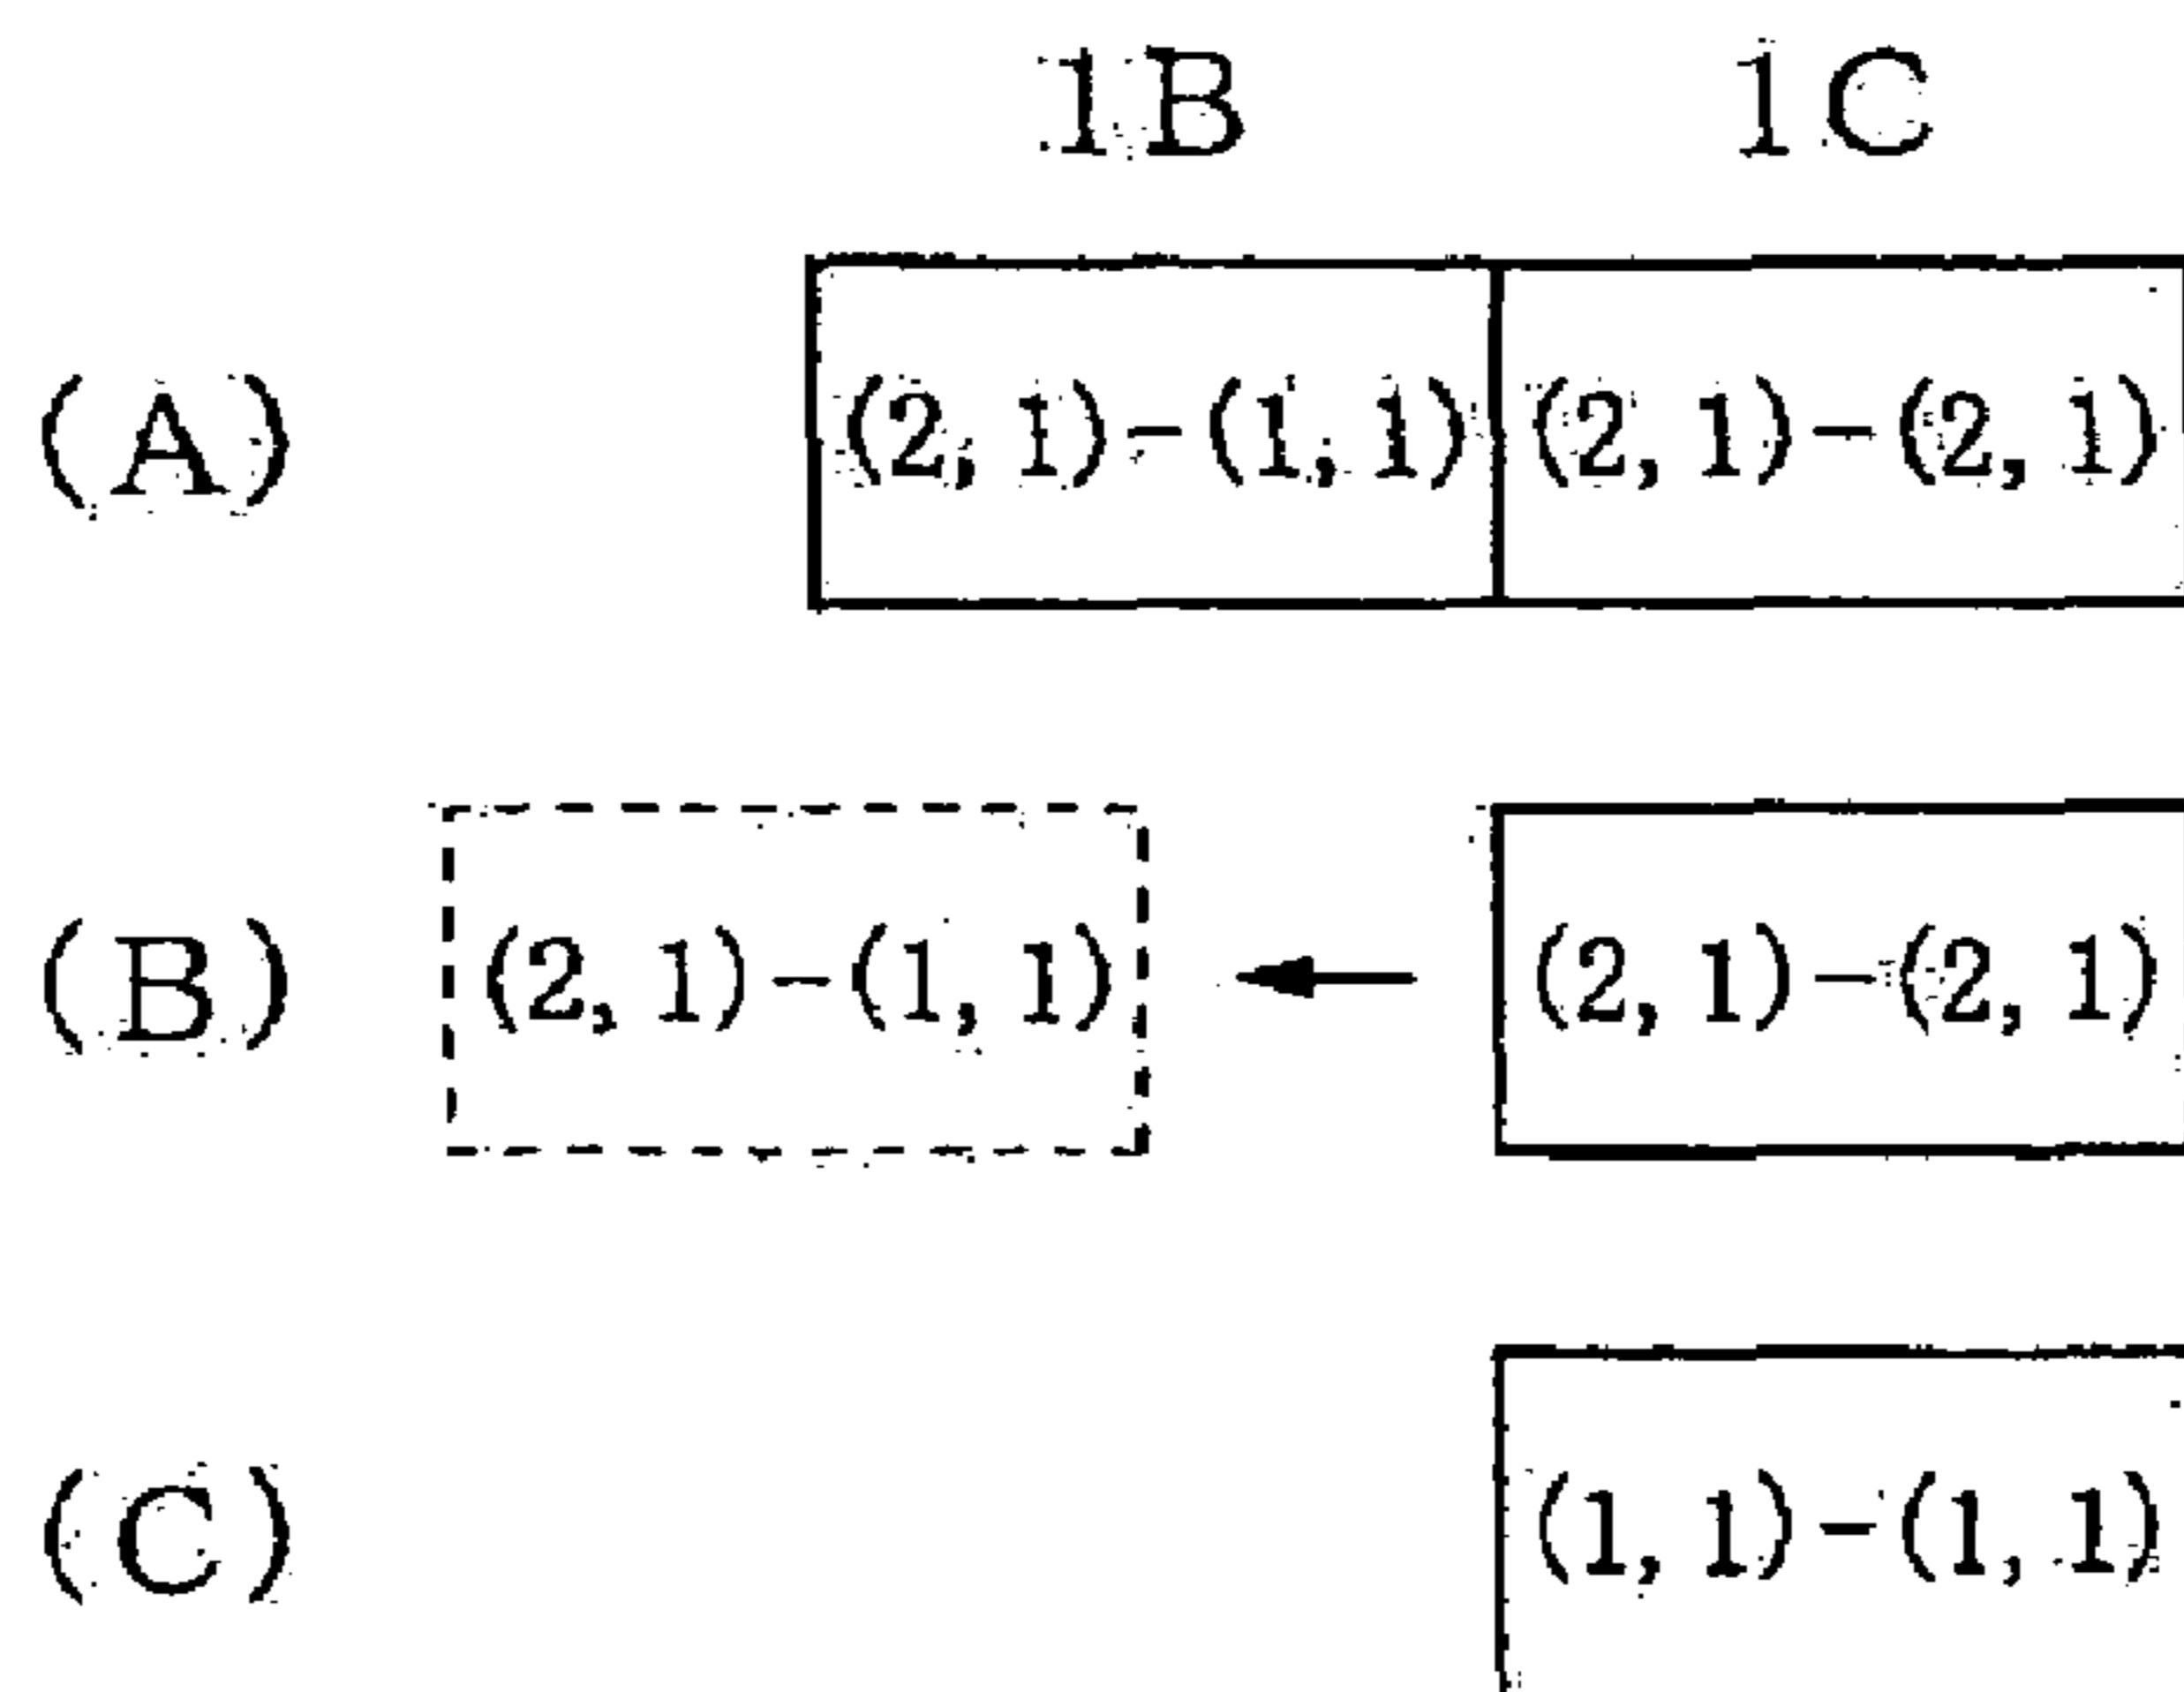 1B 1C
(A) (2, 1)-(1, 1) (2, 1)-(2, 1)
(B) (2, 1)-(1, 1) (2, 1)-(2, 1)
(C) (1, 1)-(1, 1)